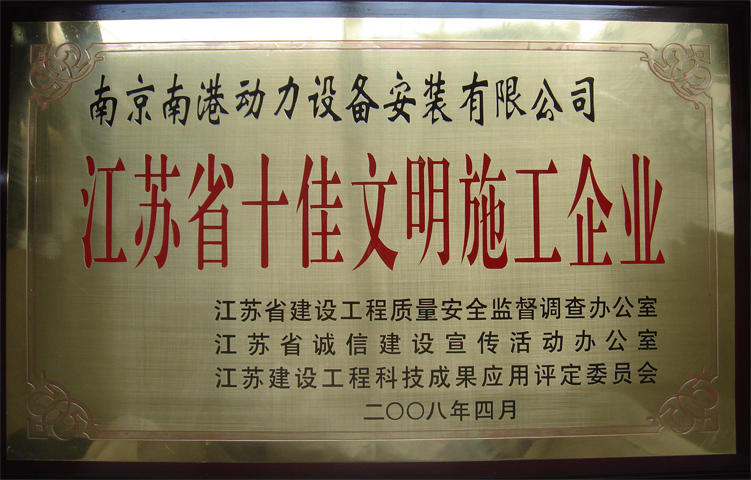 南京南港动力设备安装有限公司
江苏省十佳文明施工企业
江苏省建设工程质量安全监督调查办公室
江苏省诚信建设宣传活动办公室
江苏建设工程科技成果应用评定委员会
二〇〇八年四月